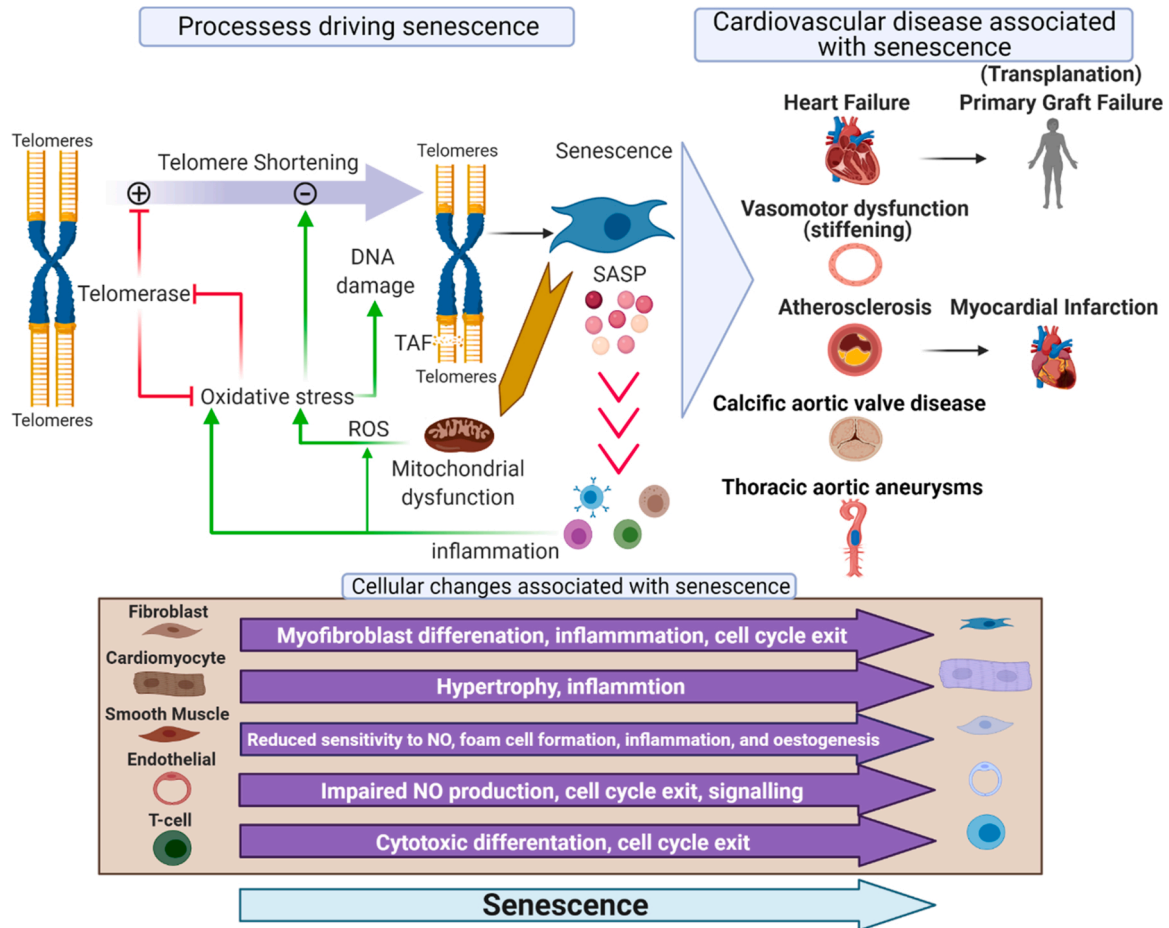 Processess driving senescence
Cardiovascular disease associated
with senescence
(Transplanation)
Heart Failure
Primary Graft Failure
Telomeres
Telomeres
Telomere Shortening
Senescence
+
-
Vasomotor dysfunction
(stiffening)
DNA
damage
SASP
Telomerase
Atherosclerosis
Myocardial Infarction
TAF
Telomeres
Oxidative stress
Telomeres
Calcific aortic valve disease
ROS
Mitochondrial
dysfunction
Thoracic aortic aneurysms
inflammation
Cellular changes associated with senescence
Fibroblast
Myofibroblast differenation, inflammmation, cell cycle exit
Cardiomyocyte
Hypertrophy, inflammtion
Smooth Muscle
Reduced sensitivity to NO, foam cell formation, inflammation, and oestogenesis
Endothelial
Impaired NO production, cell cycle exit, signalling
T-cell
Cytotoxic differentation, cell cycle exit
Senescence